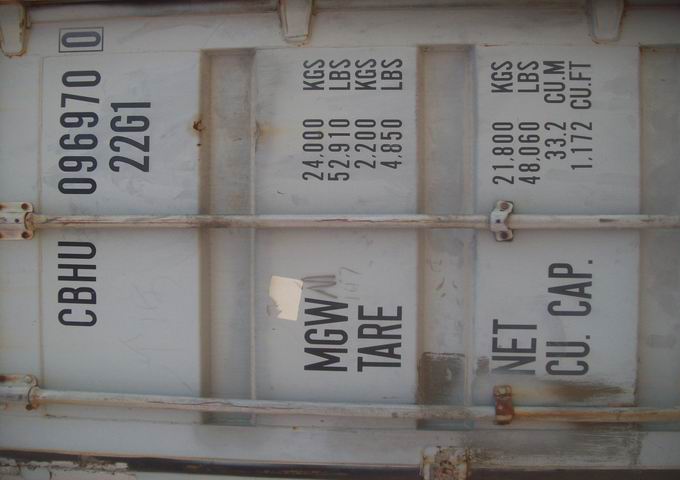 CBHU 096970 0
22G1
MGW 24.000 KGS
52.910 LBS
TARE 2.200 KGS
4.850 LBS
NET 21.800 KGS
48.060 LBS
CU. CAP. 33.2 CU.M
1.172 CU.FT